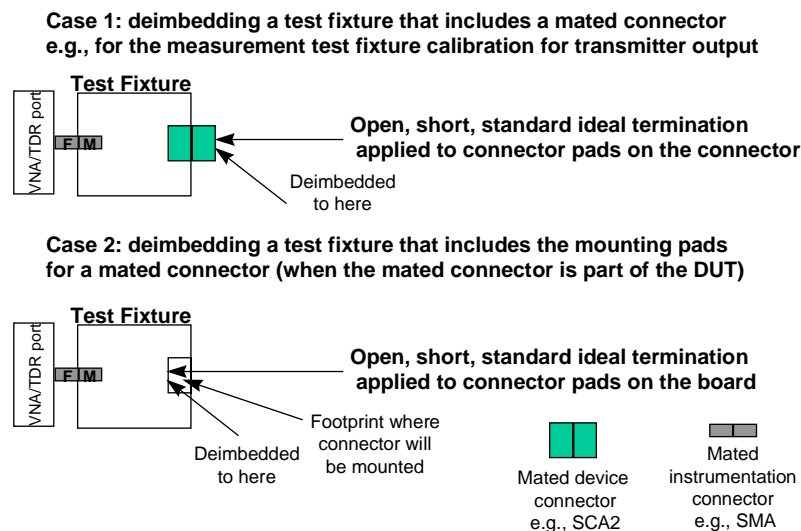 Case 1: deimbedding a test fixture that includes a mated connector
e.g., for the measurement test fixture calibration for transmitter output
Test Fixture
VNA/TDR port
F M
Open, short, standard ideal termination
applied to connector pads on the connector
Deimbedded
to here
Case 2: deimbedding a test fixture that includes the mounting pads
for a mated connector (when the mated connector is part of the DUT)
Test Fixture
VNA/TDR port
F M
Open, short, standard ideal termination
applied to connector pads on the board
Deimbedded
to here
Footprint where
connector will
be mounted
Mated device
connector
e.g., SCA2
Mated
instrumentation
connector
e.g., SMA